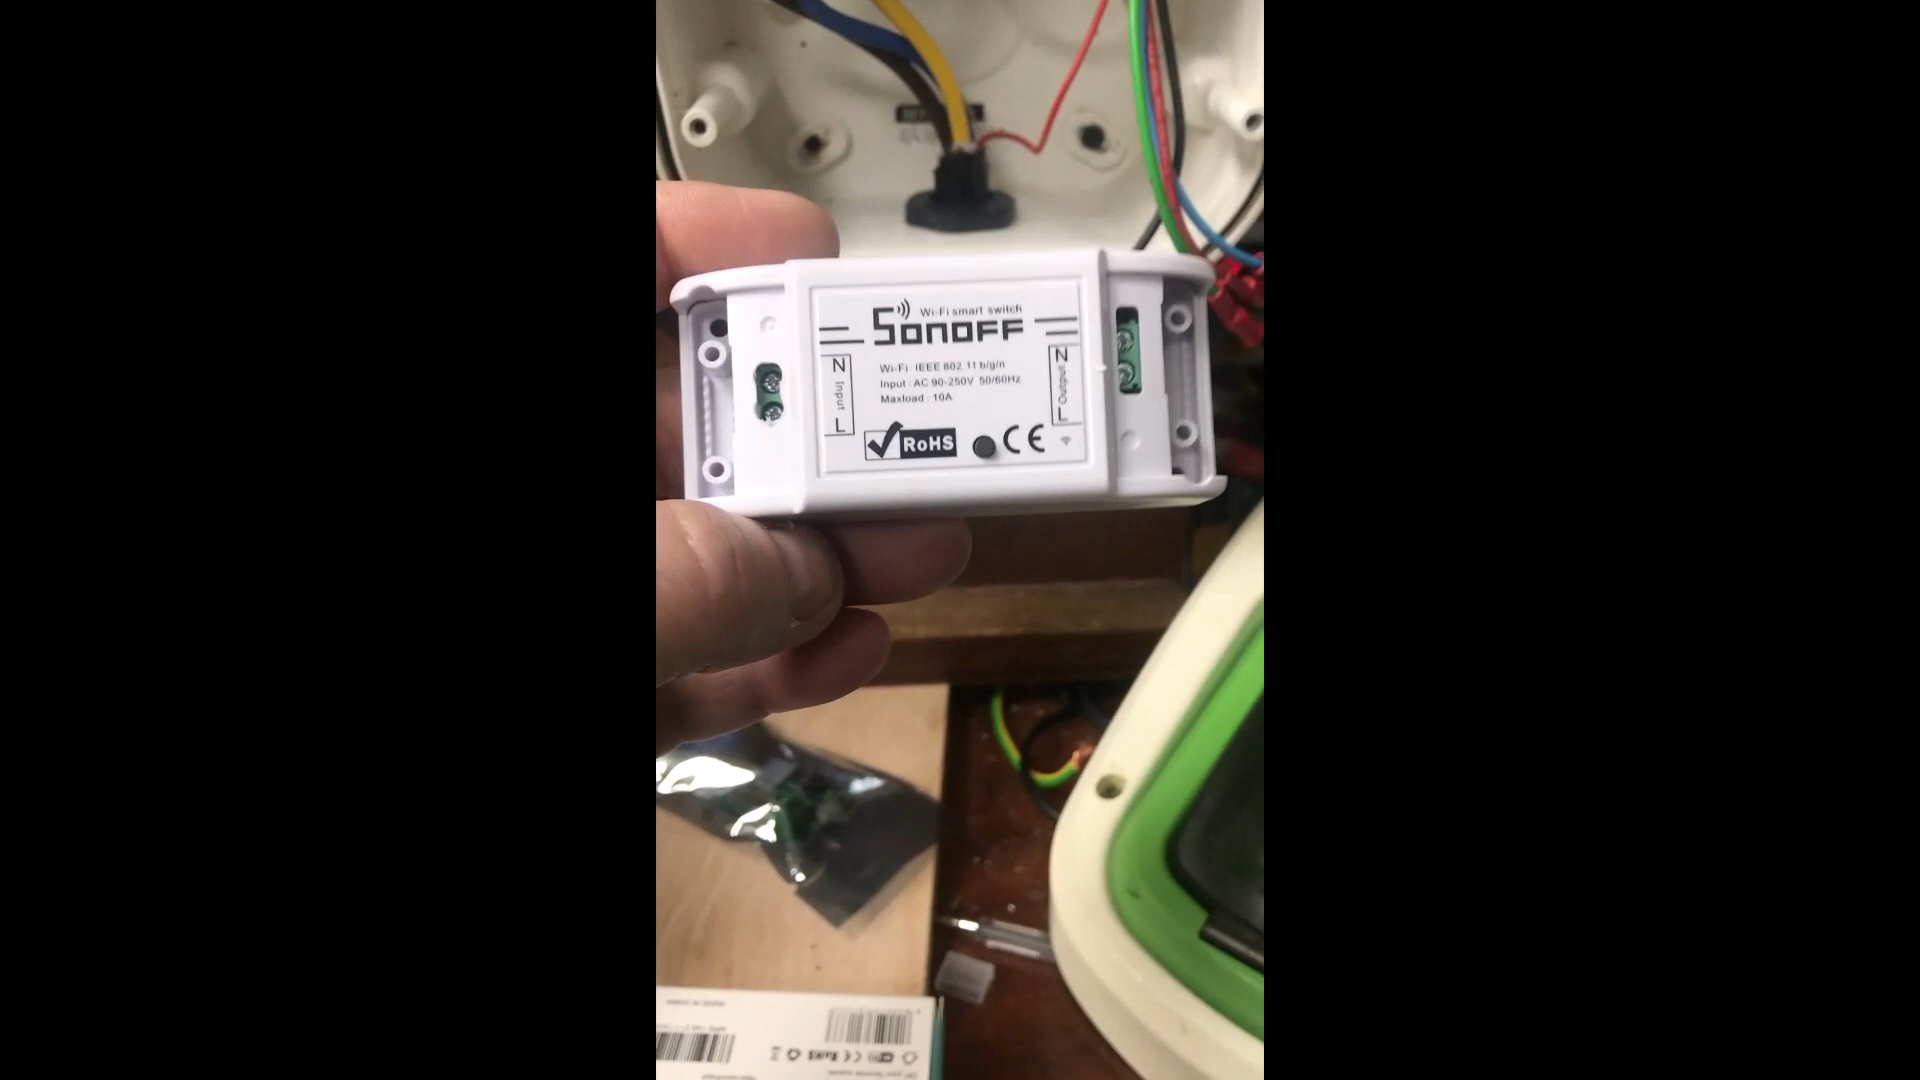 Wi-Fi smart switch
SONOFF
N Input L
Wi-Fi: IEEE 802.11 b/g/n
Input : AC 90-250V 50/60Hz
Maxload : 10A
N Output L
RoHS
CE